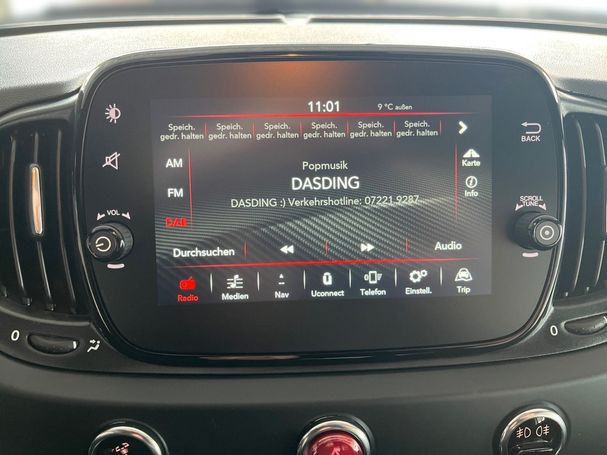 11:01 9 °C außen
Speich. Speich. Speich. Speich. Speich. Speich.
gedr. halten gedr. halten gedr. halten gedr. halten gedr. halten gedr. halten
AM
FM
DAB
Popmusik
DASDING
DASDING :) Verkehrshotline: 07221 9287
Karte
Info
Durchsuchen
Audio
Radio Medien Nav Uconnect Telefon Einstell. Trip
VOL
BACK
SCROLL
TUNE
0
0